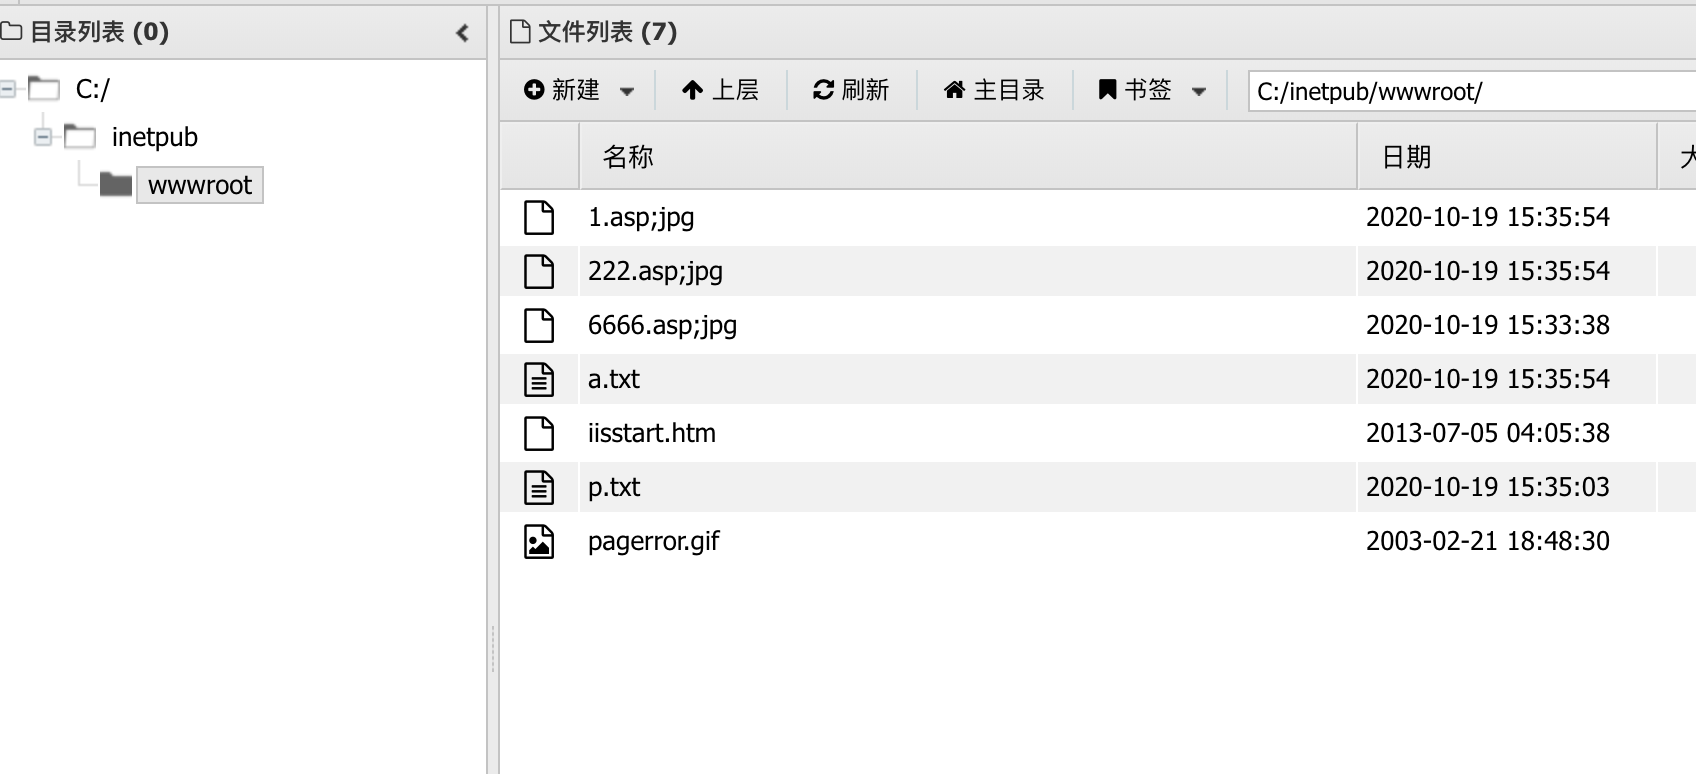 目录列表 (0)
C:/
inetpub
wwwroot
文件列表 (7)
新建 上层 刷新 主目录 书签 C:/inetpub/wwwroot/
名称 日期
1.asp;jpg 2020-10-19 15:35:54
222.asp;jpg 2020-10-19 15:35:54
6666.asp;jpg 2020-10-19 15:33:38
a.txt 2020-10-19 15:35:54
iisstart.htm 2013-07-05 04:05:38
p.txt 2020-10-19 15:35:03
pagerror.gif 2003-02-21 18:48:30